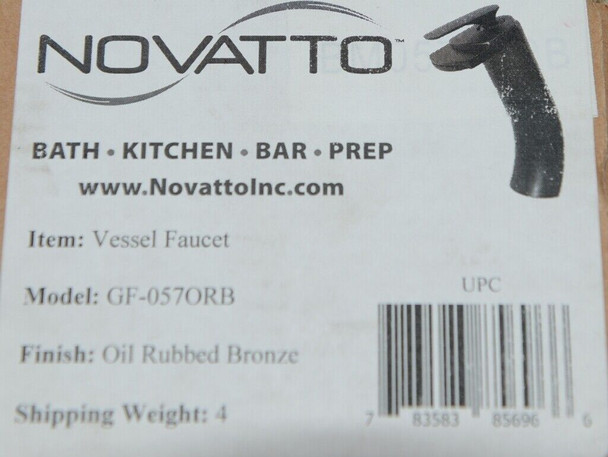 NOVATTO™
BATH • KITCHEN • BAR • PREP
www.NovattoInc.com
Item: Vessel Faucet
Model: GF-057ORB
Finish: Oil Rubbed Bronze
Shipping Weight: 4
UPC
7 83583 85696 6